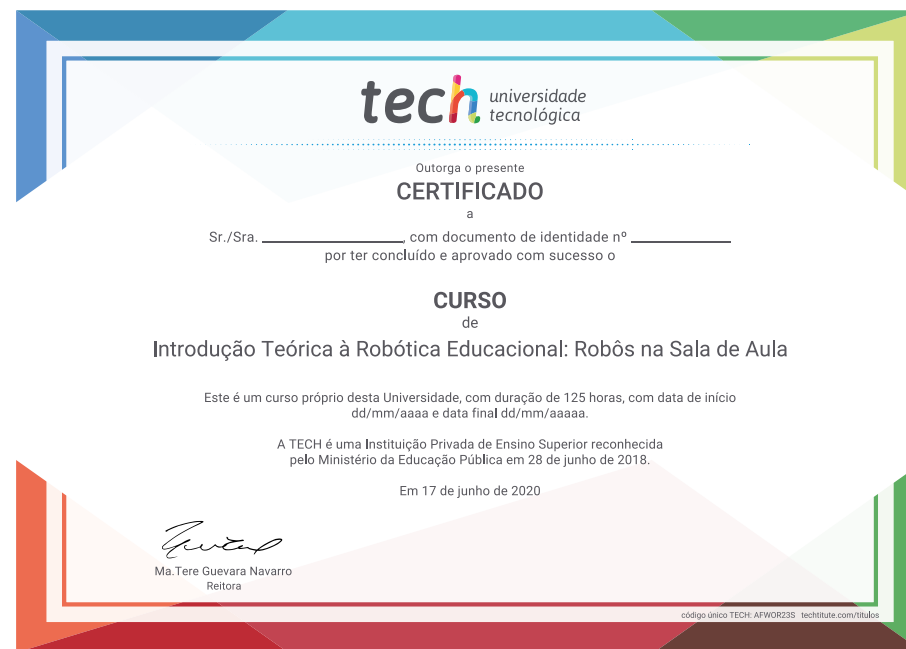 tech universidade
tecnológica
Outorga o presente
CERTIFICADO
a
Sr./Sra. ______________, com documento de identidade nº __________
por ter concluído e aprovado com sucesso o
CURSO
de
Introdução Teórica à Robótica Educacional: Robôs na Sala de Aula
Este é um curso próprio desta Universidade, com duração de 125 horas, com data de início
dd/mm/aaaa e data final dd/mm/aaaaa.
A TECH é uma Instituição Privada de Ensino Superior reconhecida
pelo Ministério da Educação Pública em 28 de junho de 2018.
Em 17 de junho de 2020
Ma.Tere Guevara Navarro
Reitora
código único TECH: AFWOR23S techtitute.com/titulos